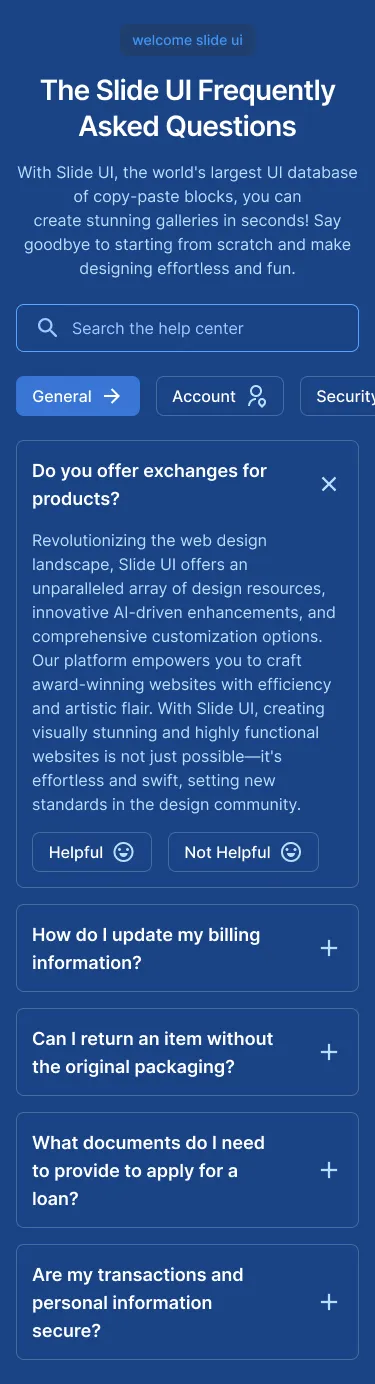 welcome slide ui
The Slide UI Frequently
Asked Questions
With Slide UI, the world's largest UI database
of copy-paste blocks, you can
create stunning galleries in seconds! Say
goodbye to starting from scratch and make
designing effortless and fun.
Search the help center
General
Account
Security
Do you offer exchanges for
products?
Revolutionizing the web design
landscape, Slide UI offers an
unparalleled array of design resources,
innovative AI-driven enhancements, and
comprehensive customization options.
Our platform empowers you to craft
award-winning websites with efficiency
and artistic flair. With Slide UI, creating
visually stunning and highly functional
websites is not just possible—it's
effortless and swift, setting new
standards in the design community.
Helpful
Not Helpful
How do I update my billing
information?
Can I return an item without
the original packaging?
What documents do I need
to provide to apply for a
loan?
Are my transactions and
personal information
secure?